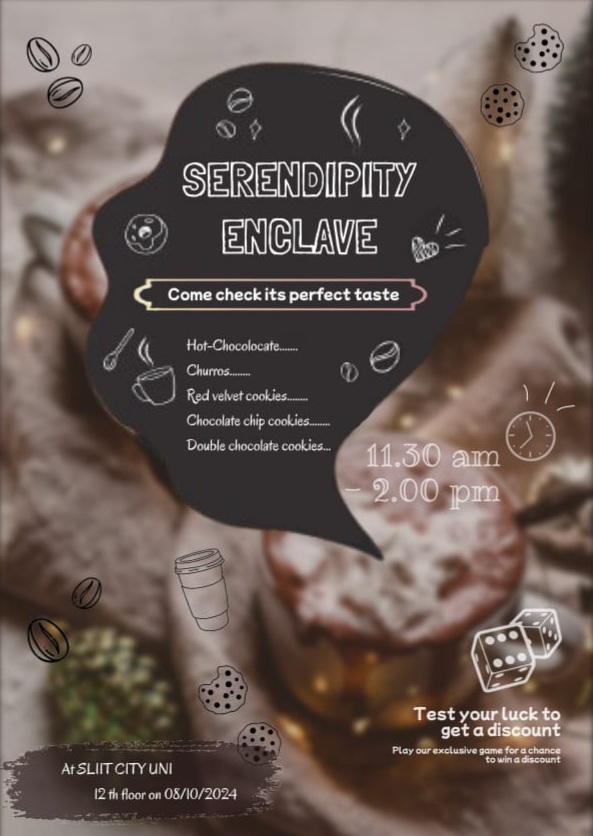 SERENDIPITY
ENCLAVE
Come check its perfect taste
Hot-Chocolocate.......
Churros........
Red velvet cookies........
Chocolate chip cookies........
Double chocolate cookies...
11.30 am
- 2.00 pm
Test your luck to
get a discount
Play our exclusive game for a chance
to win a discount
At SLIIT CITY UNI
12 th floor on 08/10/2024